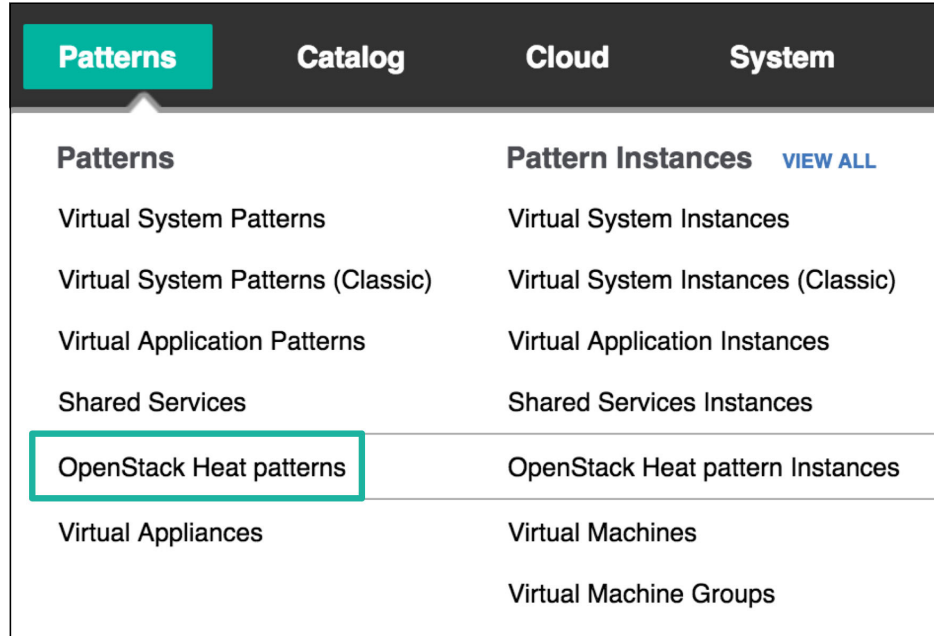 Patterns Catalog Cloud System
Patterns
Virtual System Patterns
Virtual System Patterns (Classic)
Virtual Application Patterns
Shared Services
OpenStack Heat patterns
Virtual Appliances
Pattern Instances VIEW ALL
Virtual System Instances
Virtual System Instances (Classic)
Virtual Application Instances
Shared Services Instances
OpenStack Heat pattern Instances
Virtual Machines
Virtual Machine Groups